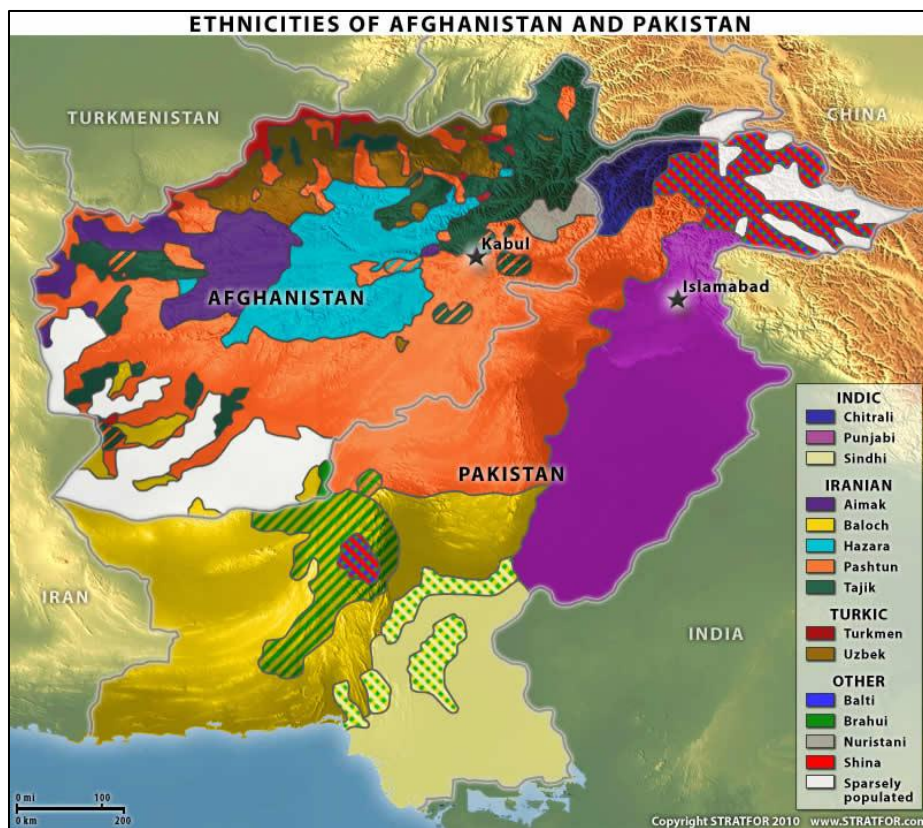 ETHNICITIES OF AFGHANISTAN AND PAKISTAN
TURKMENISTAN
CHINA
Kabul
Islamabad
AFGHANISTAN
PAKISTAN
IRAN
INDIA
INDIC
Chitrali
Punjabi
Sindhi
IRANIAN
Aimak
Baloch
Hazara
Pashtun
Tajik
TURKIC
Turkmen
Uzbek
OTHER
Balti
Brahui
Nuristani
Shina
Sparsely
populated
0 mi 100
0 km 200
Copyright STRATFOR 2010 www.STRATFOR.com